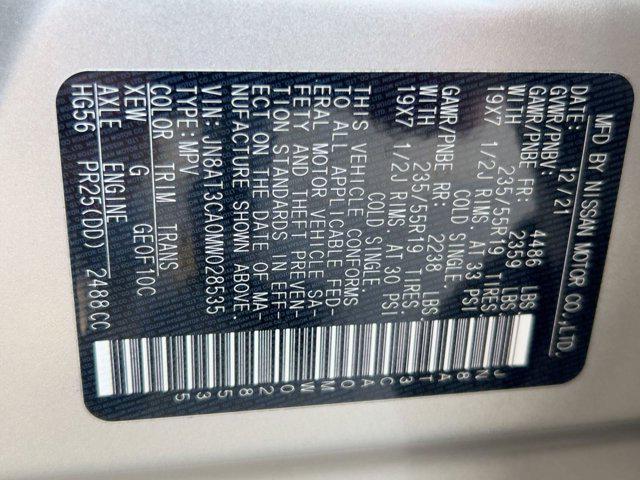 MFD BY NISSAN MOTOR CO.,LTD.
DATE: 12/21
GVWR/PNBV: 4486 LBS
GAWR/PNBE FR: 2359 LBS
WITH 235/55R19 TIRES
19X7 1/2J RIMS. AT 33 PSI
COLD SINGLE.
GAWR/PNBE RR: 2238 LBS
WITH 235/55R19 TIRES:
19X7 1/2J RIMS AT 30 PSI:
COLD SINGLE
THIS VEHICLE CONFORMS
TO ALL APPLICABLE FED-
ERAL MOTOR VEHICLE SA-
FETY AND THEFT PREVEN-
TION STANDARDS IN EFF-
ECT ON THE DATE OF MA-
NUFACTURE SHOWN ABOVE.
VIN: JN8AT3CA0MW028535
TYPE: MPV
COLOR TRIM TRANS
XEW G GE0F10C
AXLE ENGINE
HG56 PR25(DD) 2488CC
JN8AT3CA0MW028535